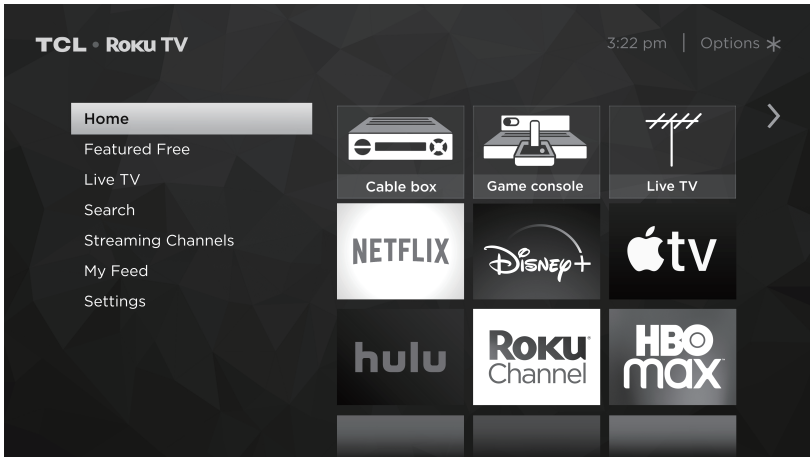 TCL • Roku TV
3:22 pm | Options
Home
Featured Free
Live TV
Search
Streaming Channels
My Feed
Settings
Cable box
Game console
Live TV
NETFLIX
Disney+
tv
hulu
Roku Channel
HBO max